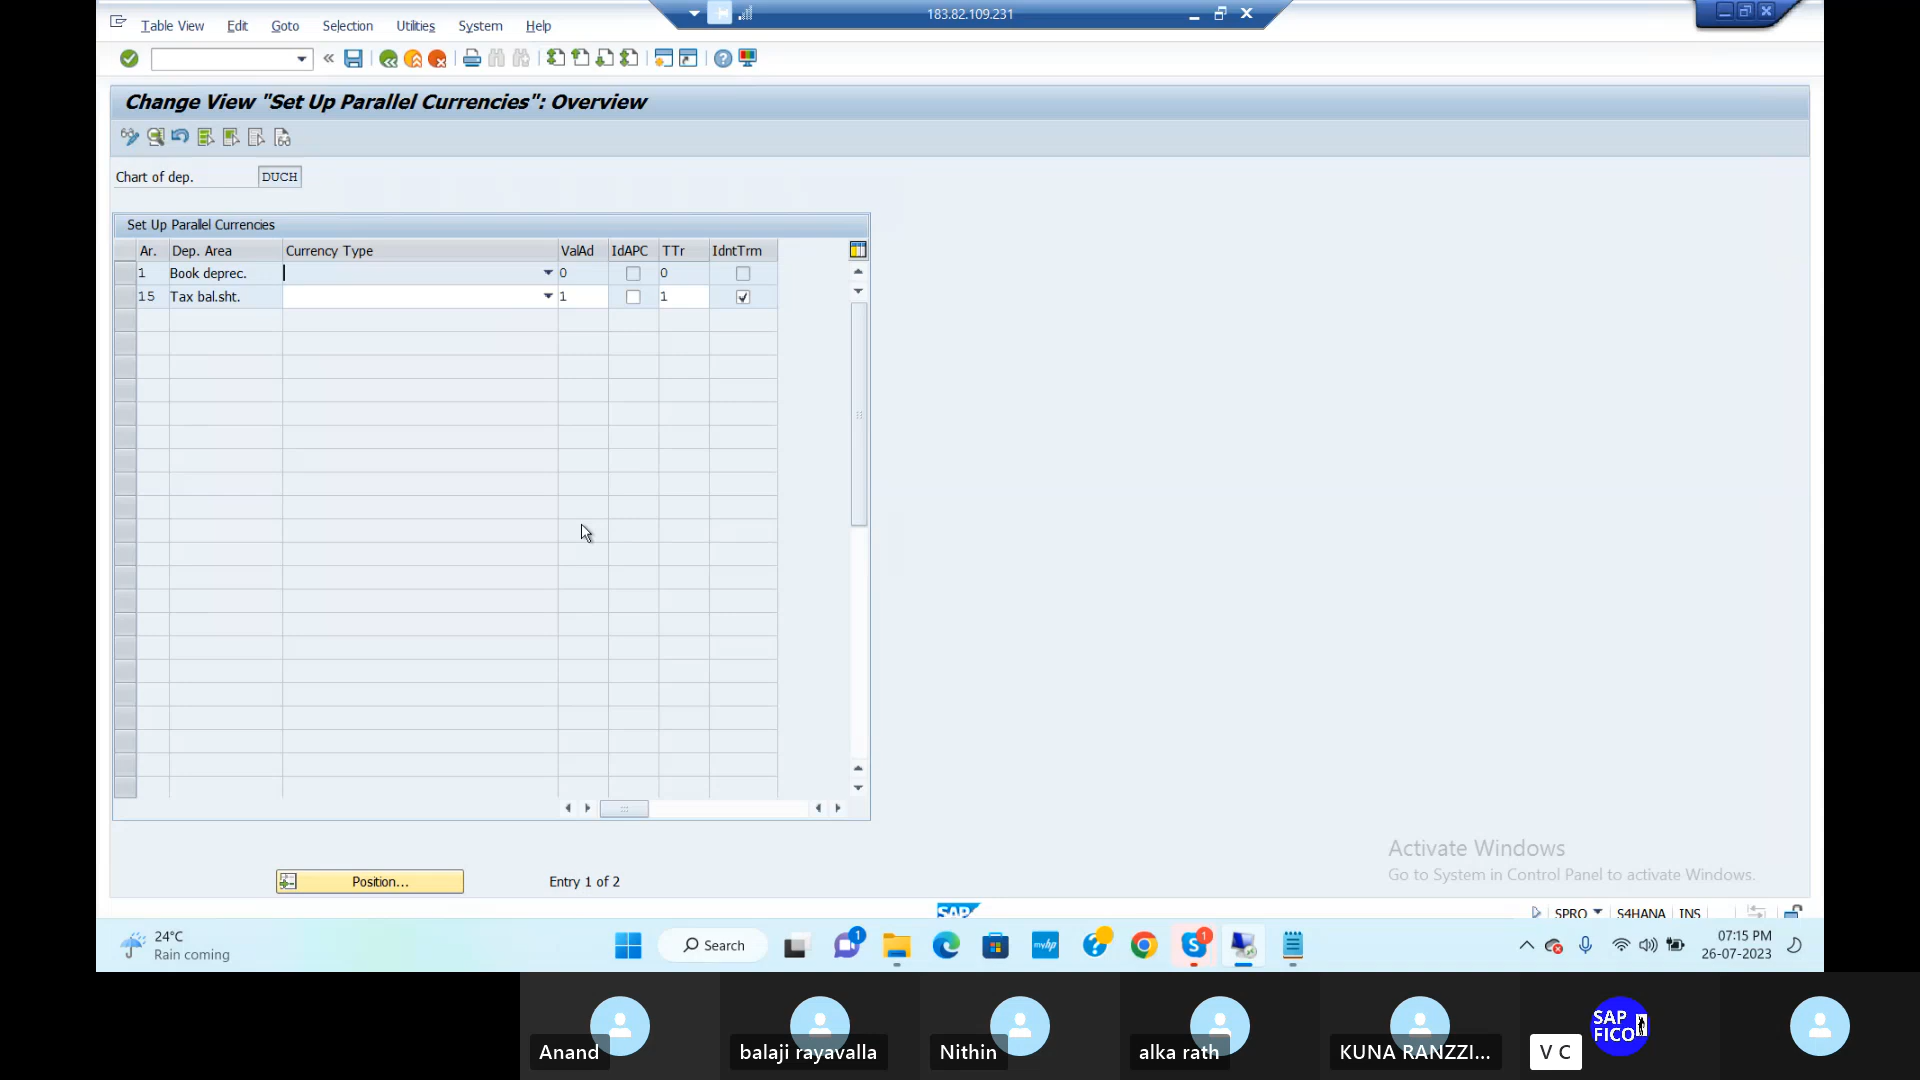 183.82.109.231
Table View Edit Goto Selection Utilities System Help
Change View "Set Up Parallel Currencies": Overview
Chart of dep. DUCH
Set Up Parallel Currencies
Ar. Dep. Area Currency Type ValAd IdAPC TTr IdntTrm
1 Book deprec. 0 0
15 Tax bal.sht. 1 1
Position... Entry 1 of 2
Activate Windows
Go to System in Control Panel to activate Windows.
SAP
SPRO S4HANA INS
24°C
Rain coming
Search
1
myhp
1
07:15 PM
26-07-2023
SAP
FICO
Anand
balaji rayavalla
Nithin
alka rath
KUNA RANZZI...
V C